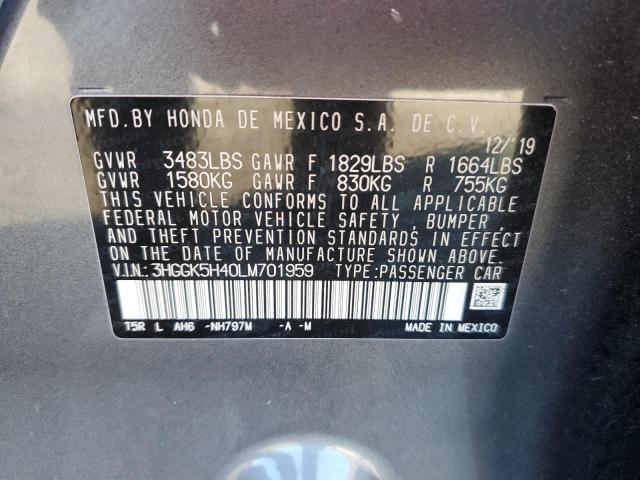 MFD. BY HONDA DE MEXICO S.A. DE C.V.
12/19
GVWR 3483LBS GAWR F 1829LBS R 1664LBS
GVWR 1580KG GAWR F 830KG R 755KG
THIS VEHICLE CONFORMS TO ALL APPLICABLE
FEDERAL MOTOR VEHICLE SAFETY, BUMPER,
AND THEFT PREVENTION STANDARDS IN EFFECT
ON THE DATE OF MANUFACTURE SHOWN ABOVE.
V.I.N.: 3HGGK5H40LM701959 TYPE: PASSENGER CAR
T5R L AH6 -NH797M -A -M MADE IN MEXICO